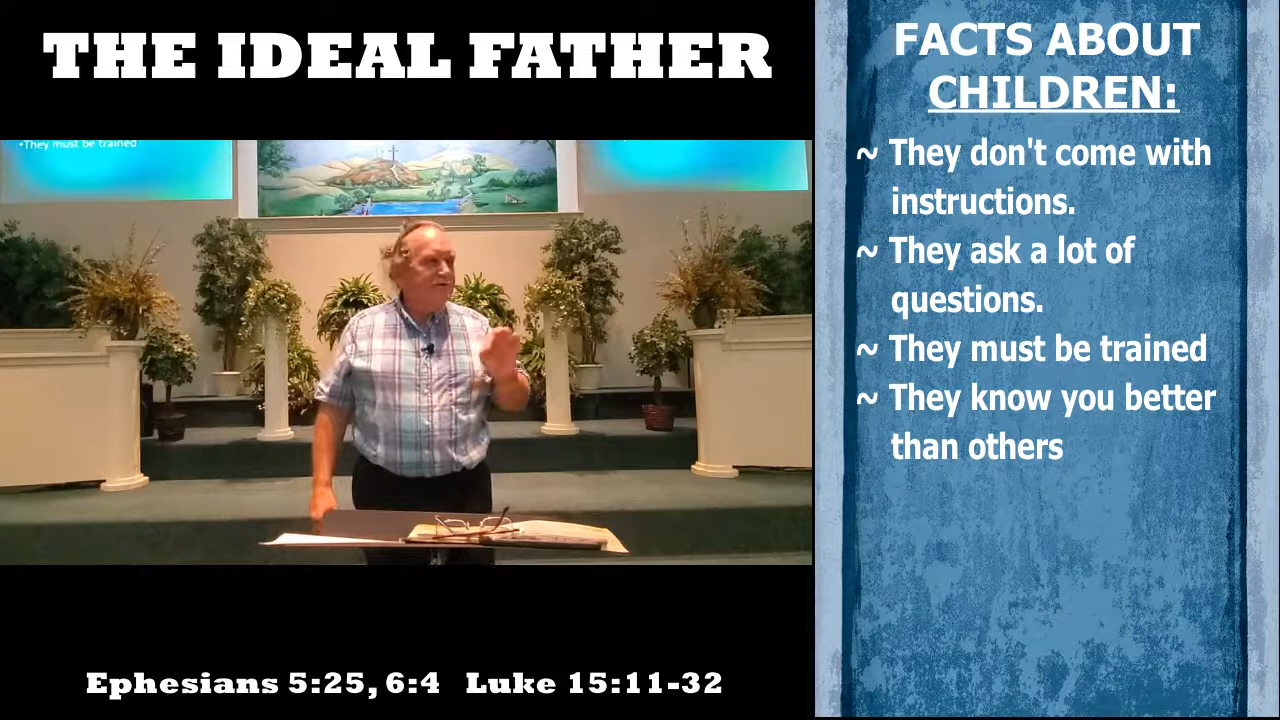 THE IDEAL FATHER
•They must be trained
Ephesians 5:25, 6:4   Luke 15:11-32
FACTS ABOUT
CHILDREN:
~ They don't come with
instructions.
~ They ask a lot of
questions.
~ They must be trained
~ They know you better
than others